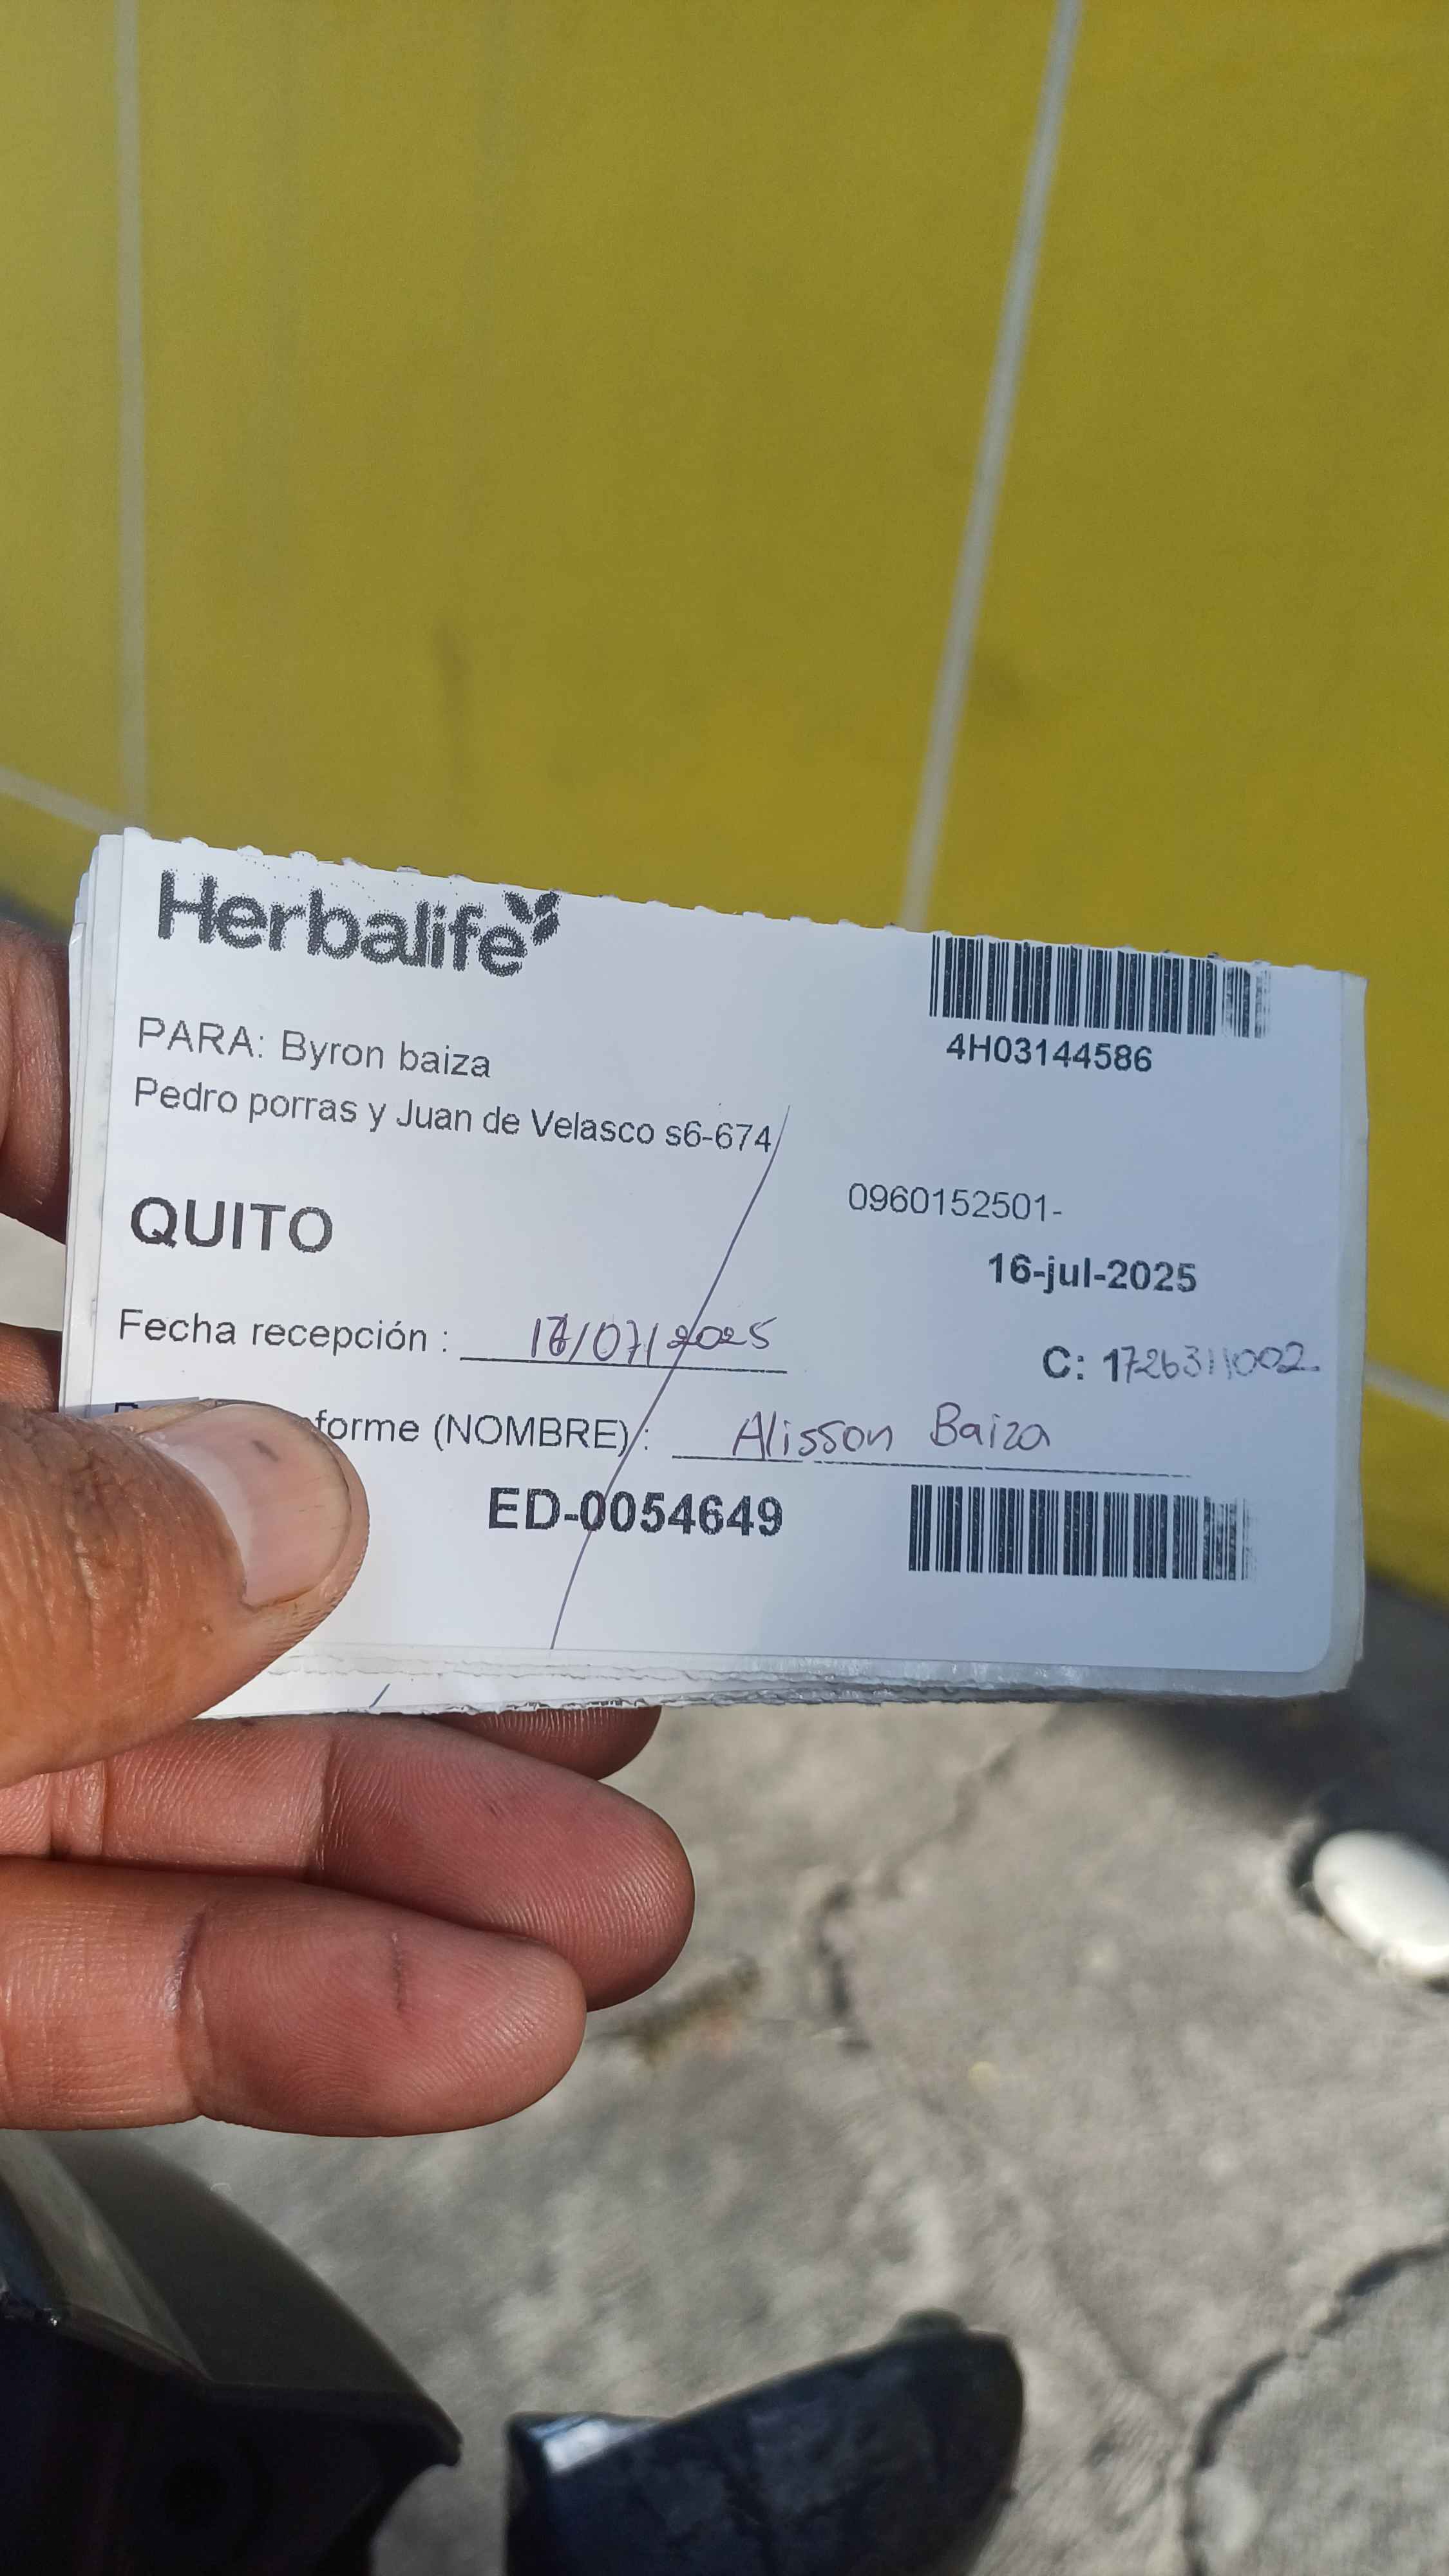 Herbalife
4H03144586
PARA: Byron baiza
Pedro porras y Juan de Velasco s6-674
0960152501-
QUITO
16-jul-2025
Fecha recepción : /07/2025
C: 1726311002
forme (NOMBRE): Alisson Baiza
ED-0054649